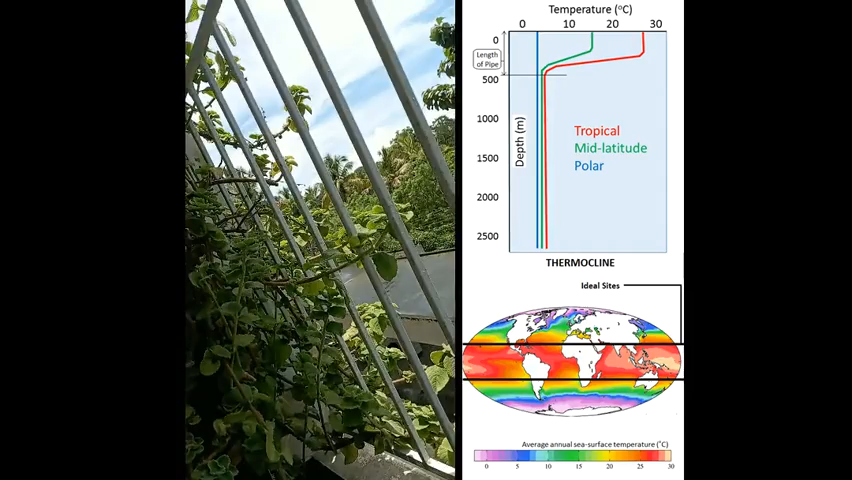 Temperature (°C)
0 10 20 30
0
Length
of Pipe
500
1000
1500
2000
2500
Depth (m)
Tropical
Mid-latitude
Polar
THERMOCLINE
Ideal Sites
Average annual sea-surface temperature (°C)
0 5 10 15 20 25 30